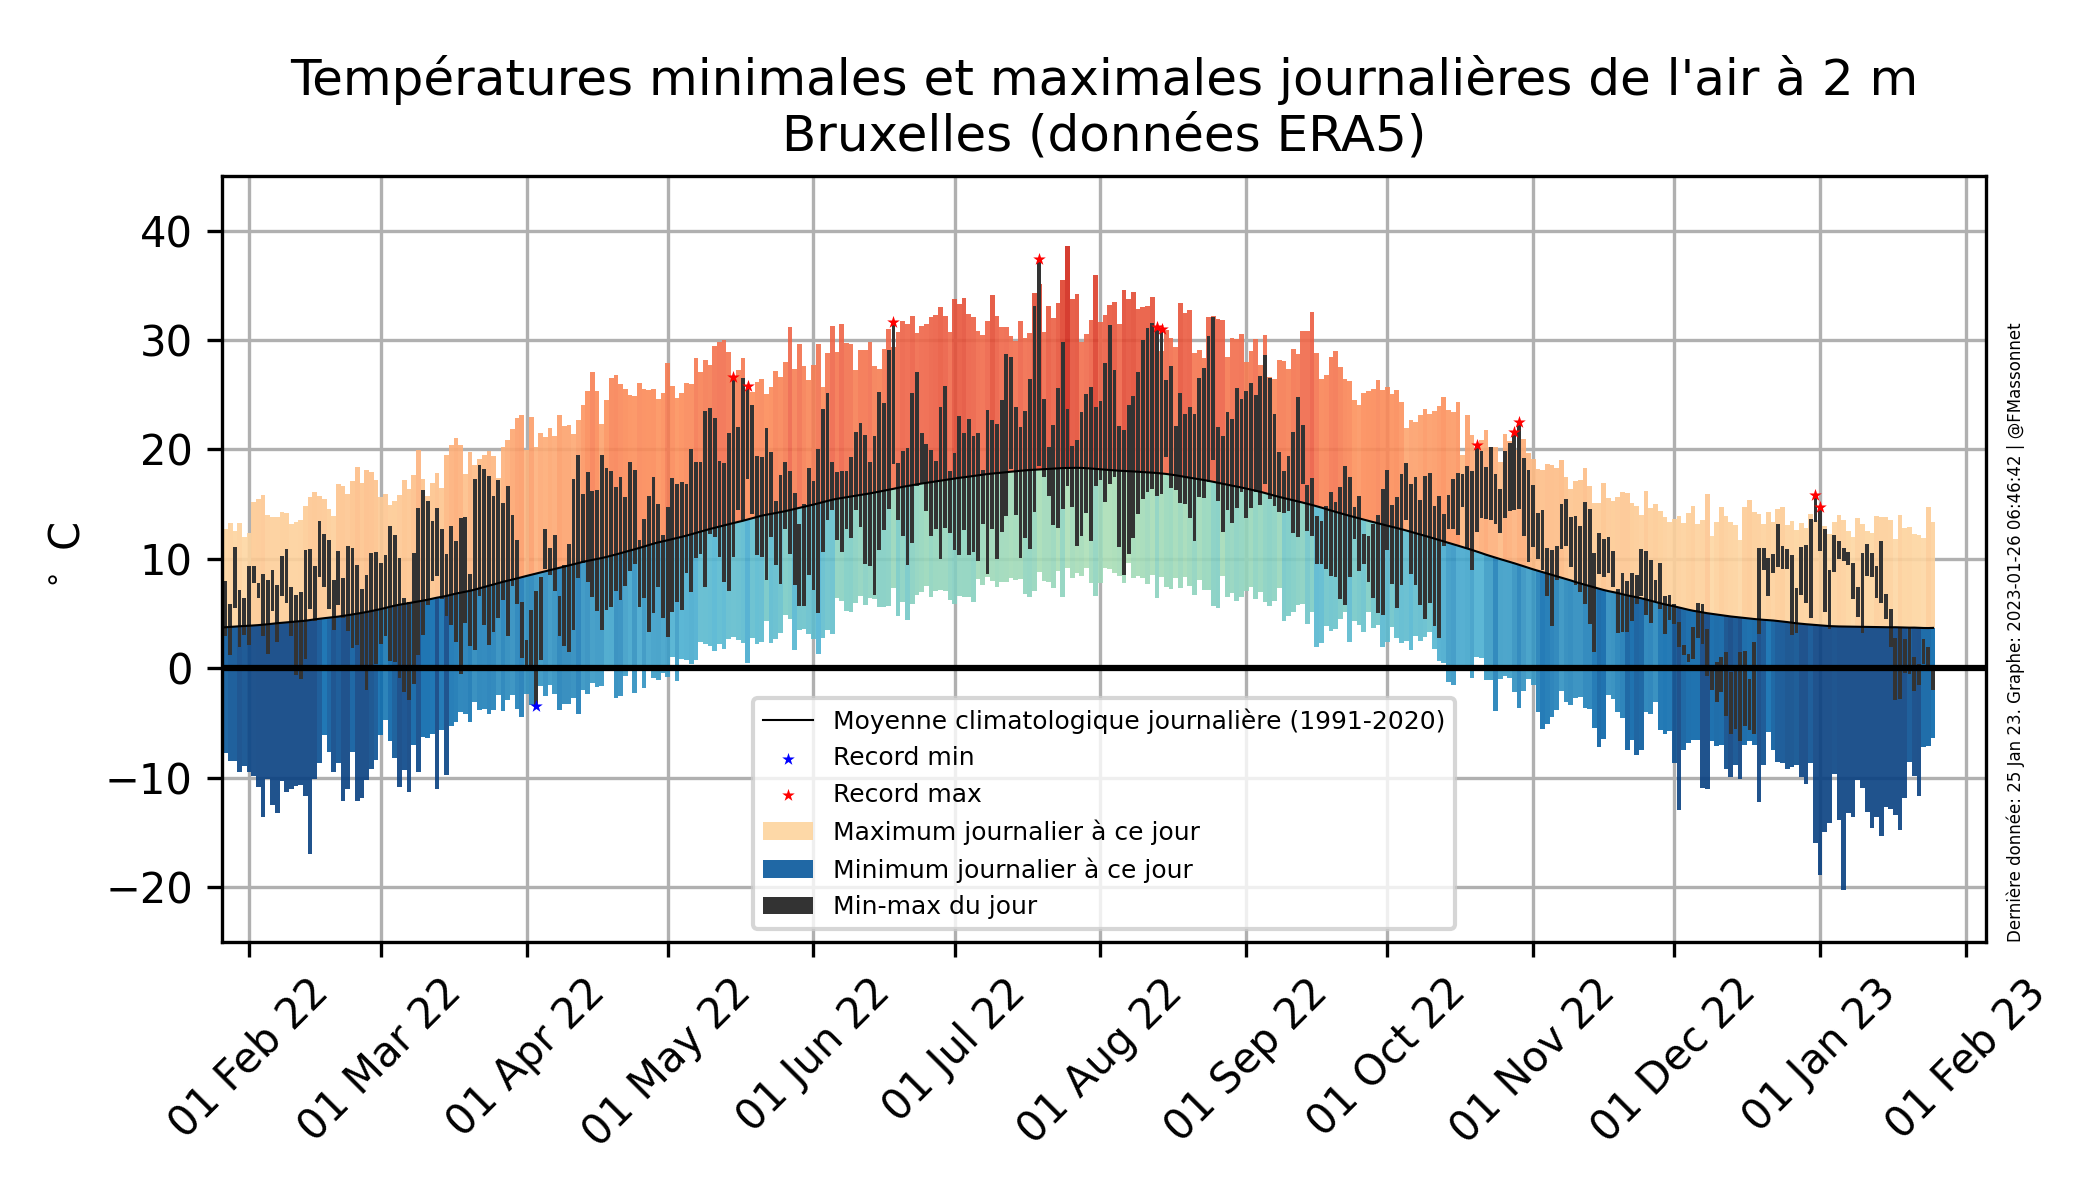 Températures minimales et maximales journalières de l'air à 2 m
Bruxelles (données ERA5)
40
30
20
10
0
−10
−20
° C
Moyenne climatologique journalière (1991-2020)
Record min
Record max
Maximum journalier à ce jour
Minimum journalier à ce jour
Min-max du jour
01 Feb 22
01 Mar 22
01 Apr 22
01 May 22
01 Jun 22
01 Jul 22
01 Aug 22
01 Sep 22
01 Oct 22
01 Nov 22
01 Dec 22
01 Jan 23
01 Feb 23
Dernière donnée: 25 Jan 23. Graphe: 2023-01-26 06:46:42 | @FMassonnet